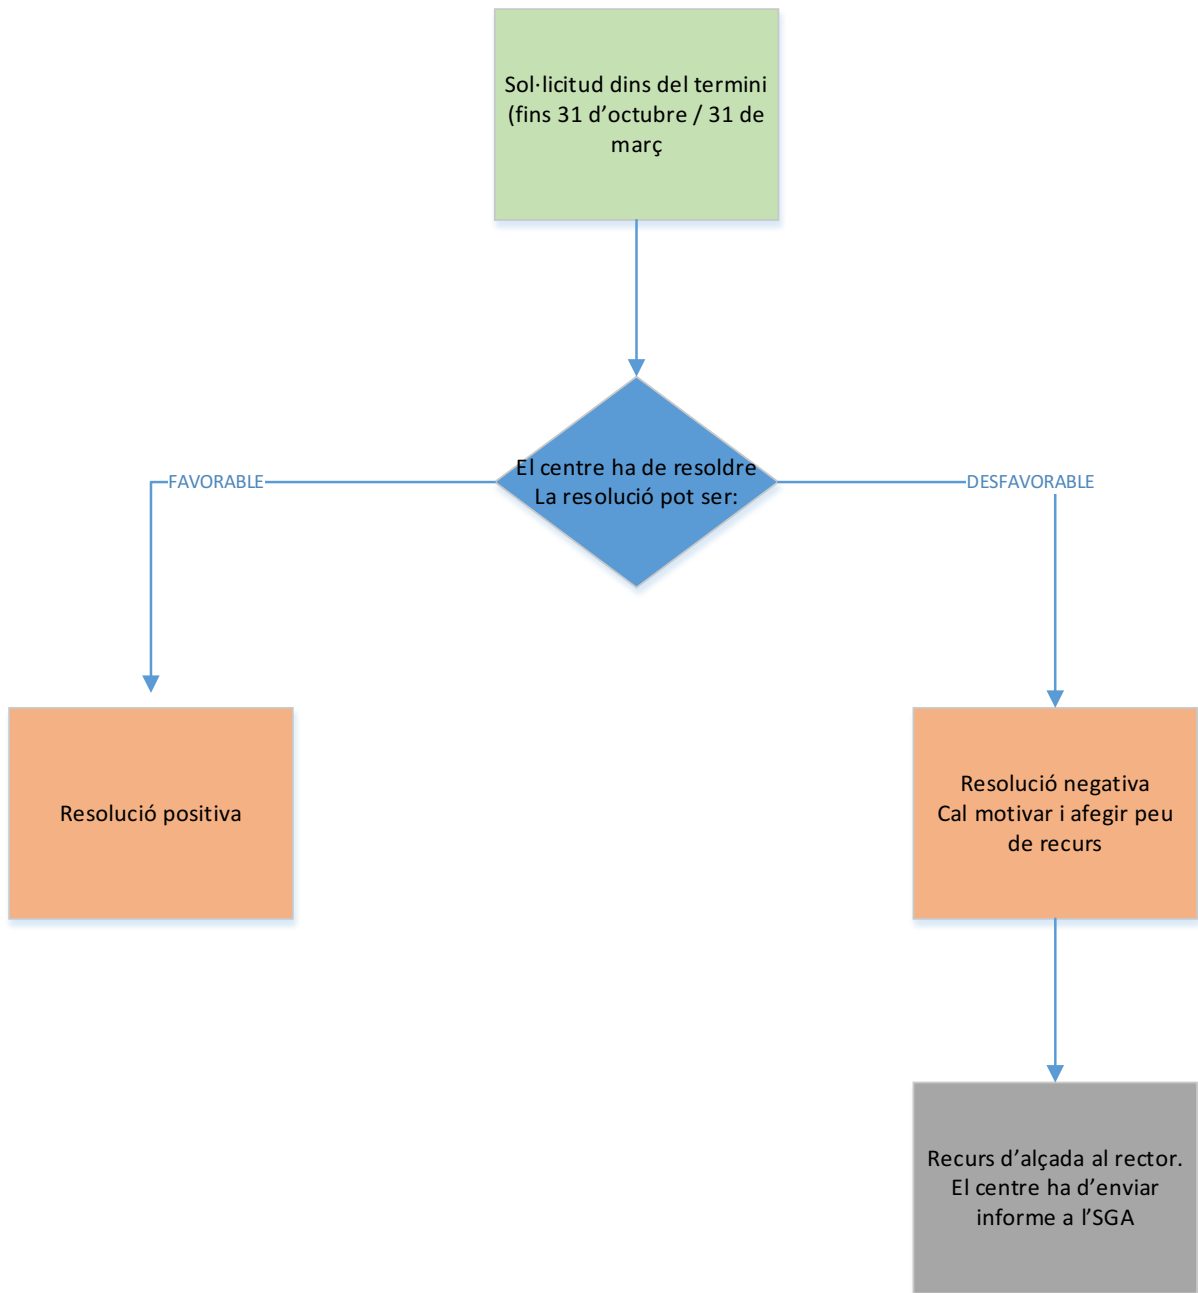 Sol·licitud dins del termini
(fins 31 d’octubre / 31 de
març
El centre ha de resoldre
La resolució pot ser:
FAVORABLE
DESFAVORABLE
Resolució positiva
Resolució negativa
Cal motivar i afegir peu
de recurs
Recurs d’alçada al rector.
El centre ha d’enviar
informe a l’SGA